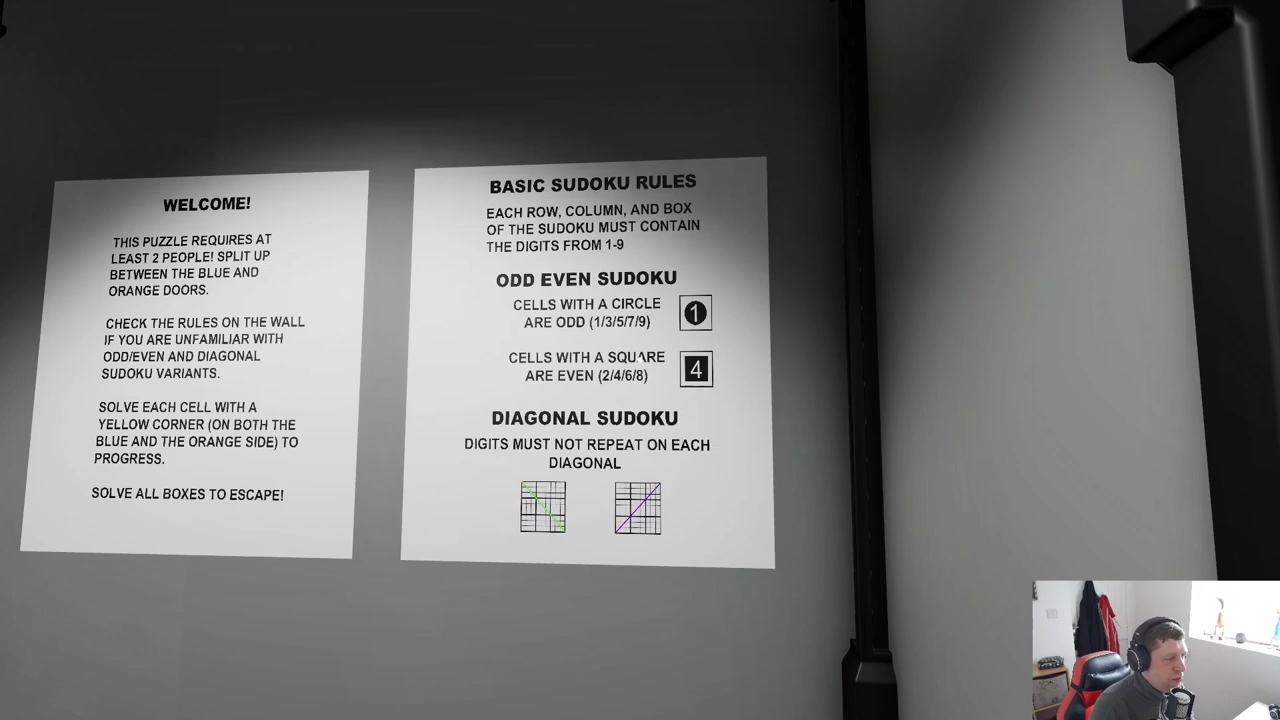 WELCOME!
THIS PUZZLE REQUIRES AT
LEAST 2 PEOPLE! SPLIT UP
BETWEEN THE BLUE AND
ORANGE DOORS.
CHECK THE RULES ON THE WALL
IF YOU ARE UNFAMILIAR WITH
ODD/EVEN AND DIAGONAL
SUDOKU VARIANTS.
SOLVE EACH CELL WITH A
YELLOW CORNER (ON BOTH THE
BLUE AND THE ORANGE SIDE) TO
PROGRESS.
SOLVE ALL BOXES TO ESCAPE!
BASIC SUDOKU RULES
EACH ROW, COLUMN, AND BOX
OF THE SUDOKU MUST CONTAIN
THE DIGITS FROM 1-9
ODD EVEN SUDOKU
CELLS WITH A CIRCLE
ARE ODD (1/3/5/7/9)
1
CELLS WITH A SQUARE
ARE EVEN (2/4/6/8)
4
DIAGONAL SUDOKU
DIGITS MUST NOT REPEAT ON EACH
DIAGONAL